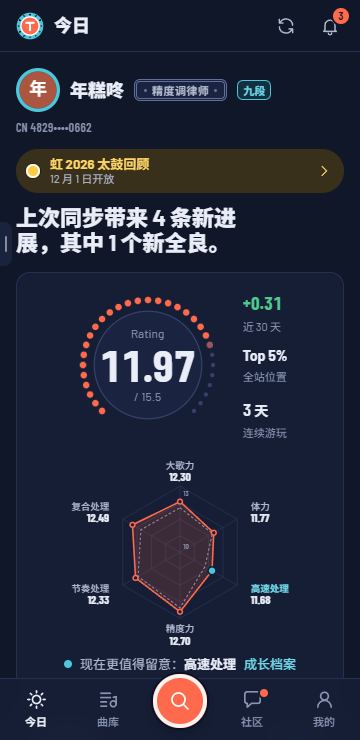 T
今日
3
年
年糕咚
· 精度调律师 ·
九段
CN 4829••••0662
虹 2026 太鼓回顾
12 月 1 日开放
上次同步带来 4 条新进
展，其中 1 个新全良。
Rating
11.97
/ 15.5
+0.31
近 30 天
Top 5%
全站位置
3 天
连续游玩
大歌力
12.30
13
10
复合处理
12.49
体力
11.77
节奏处理
12.33
高速处理
11.68
精度力
12.70
现在更值得留意：高速处理 成长档案
今日
曲库
社区
我的